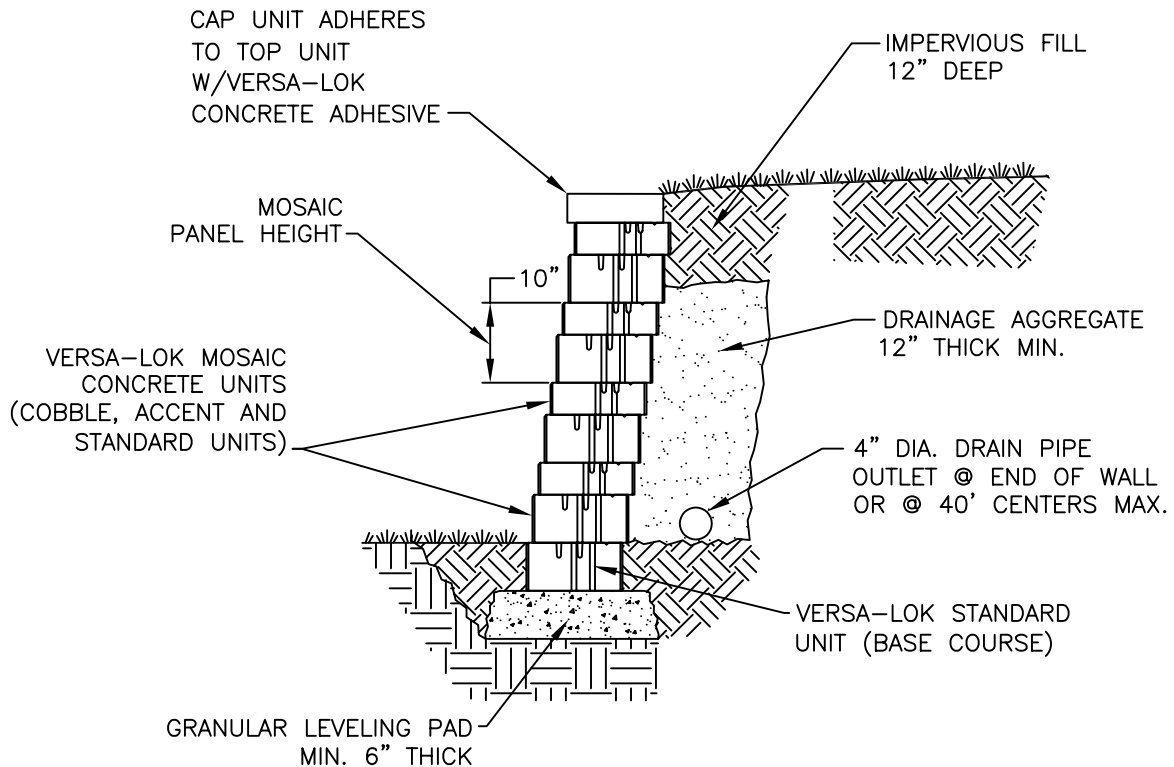 CAP UNIT ADHERES
TO TOP UNIT
W/VERSA–LOK
CONCRETE ADHESIVE
IMPERVIOUS FILL
12” DEEP
MOSAIC
PANEL HEIGHT
10”
DRAINAGE AGGREGATE
12” THICK MIN.
VERSA–LOK MOSAIC
CONCRETE UNITS
(COBBLE, ACCENT AND
STANDARD UNITS)
4” DIA. DRAIN PIPE
OUTLET @ END OF WALL
OR @ 40’ CENTERS MAX.
VERSA–LOK STANDARD
UNIT (BASE COURSE)
GRANULAR LEVELING PAD
MIN. 6” THICK